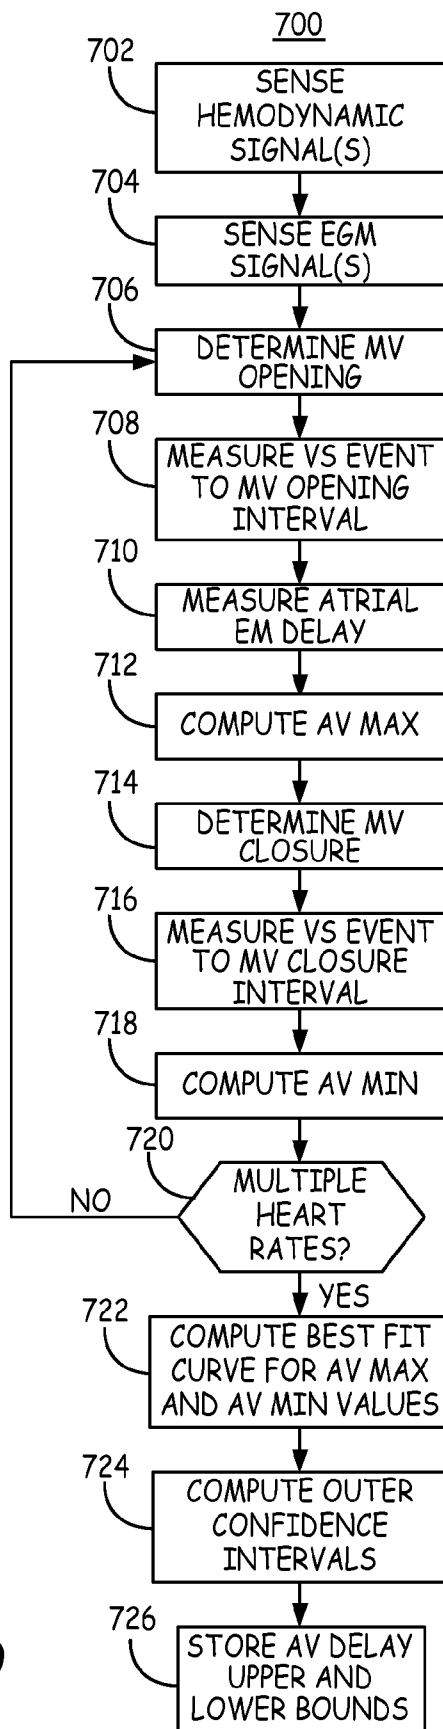 700
702
SENSE
HEMODYNAMIC
SIGNAL(S)
704
SENSE EGM
SIGNAL(S)
706
DETERMINE MV
OPENING
708
MEASURE VS EVENT
TO MV OPENING
INTERVAL
710
MEASURE ATRIAL
EM DELAY
712
COMPUTE AV MAX
714
DETERMINE MV
CLOSURE
716
MEASURE VS EVENT
TO MV CLOSURE
INTERVAL
718
COMPUTE AV MIN
720
MULTIPLE
HEART
RATES?
NO
YES
722
COMPUTE BEST FIT
CURVE FOR AV MAX
AND AV MIN VALUES
724
COMPUTE OUTER
CONFIDENCE
INTERVALS
726
STORE AV DELAY
UPPER AND
LOWER BOUNDS